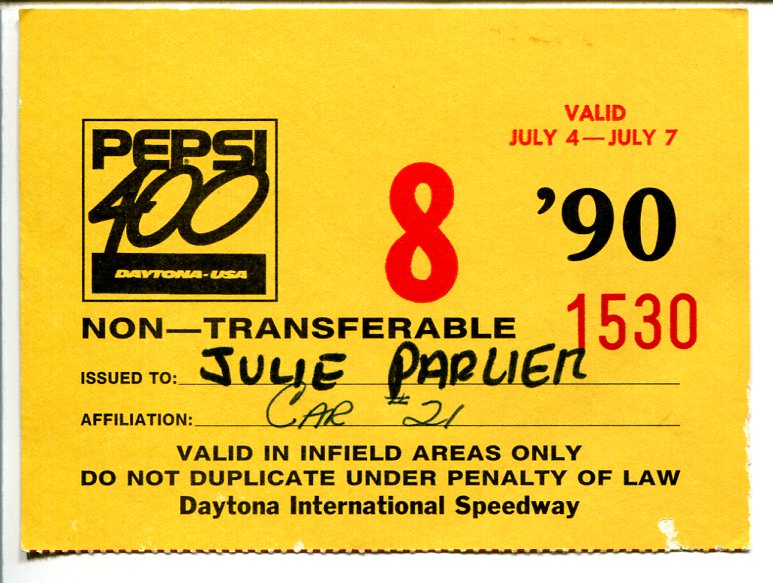 VALID
JULY 4—JULY 7
PEPSI
400
DAYTONA-USA
8
'90
1530
NON—TRANSFERABLE
ISSUED TO: JULIE PARLIER
AFFILIATION: CAR #21
VALID IN INFIELD AREAS ONLY
DO NOT DUPLICATE UNDER PENALTY OF LAW
Daytona International Speedway